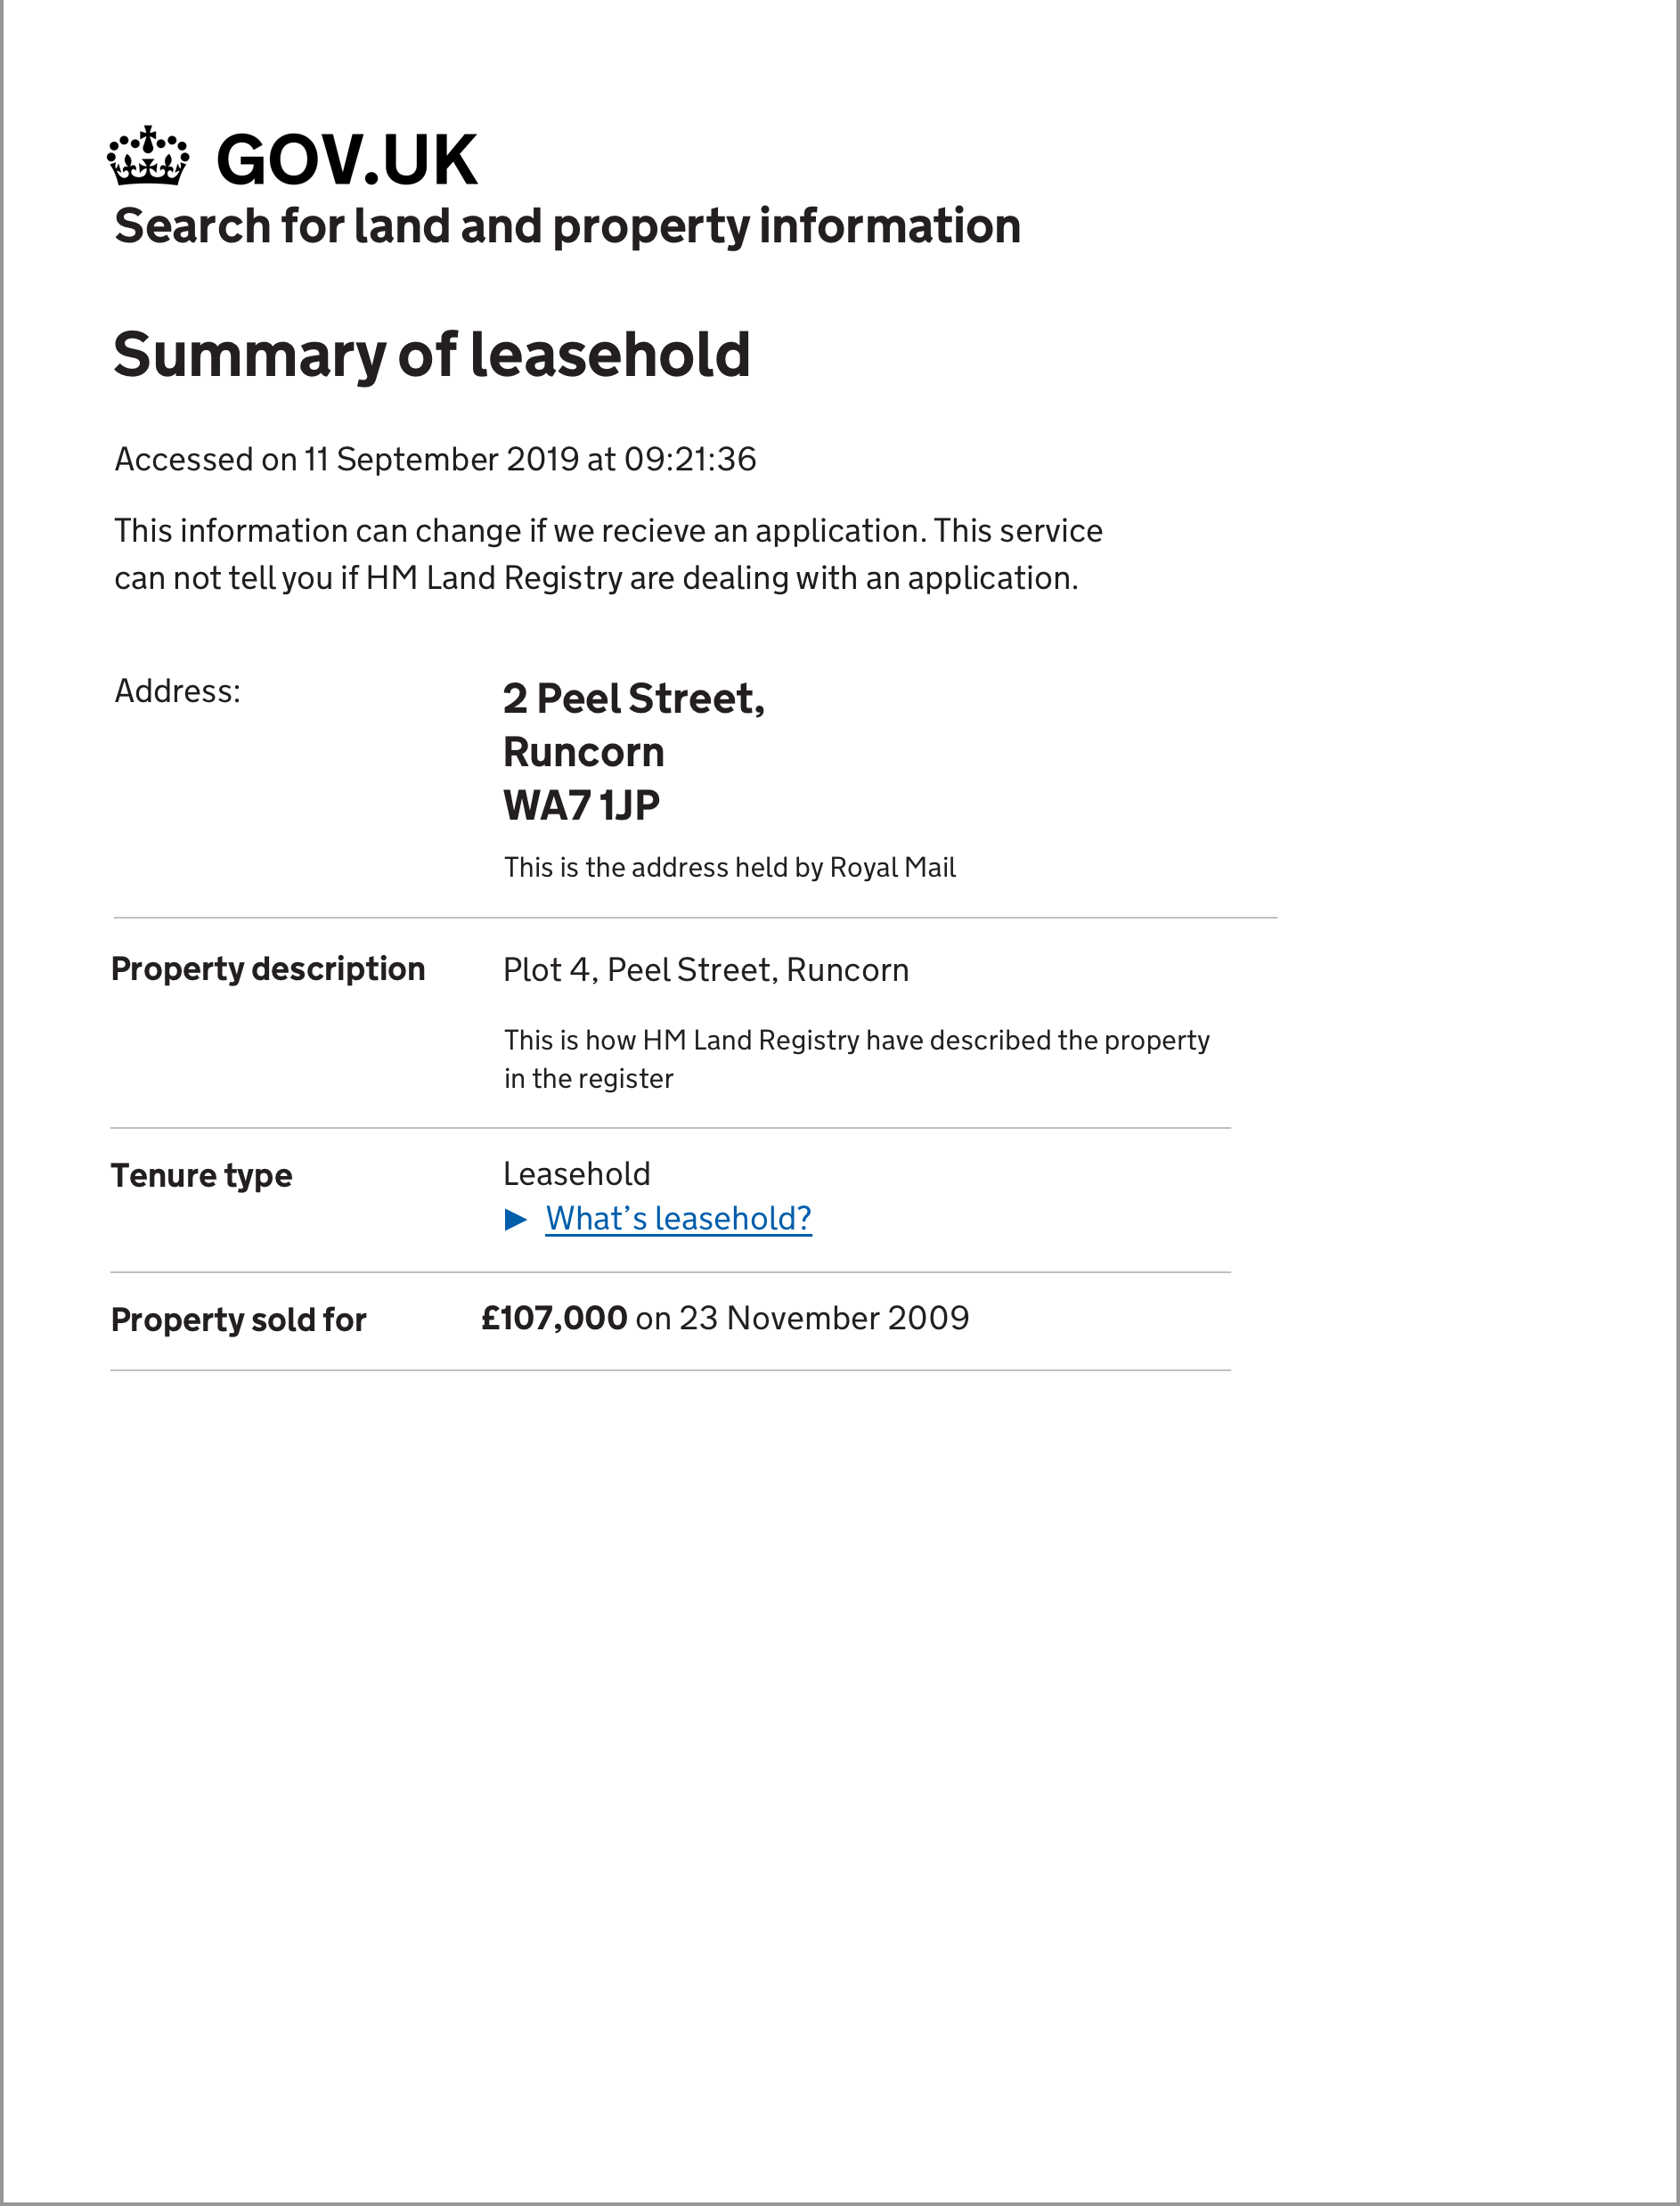 GOV.UK
Search for land and property information
Summary of leasehold
Accessed on 11 September 2019 at 09:21:36
This information can change if we recieve an application. This service
can not tell you if HM Land Registry are dealing with an application.
Address:
2 Peel Street,
Runcorn
WA7 1JP
This is the address held by Royal Mail
Property description
Plot 4, Peel Street, Runcorn
This is how HM Land Registry have described the property
in the register
Tenure type
Leasehold
▶ What's leasehold?
Property sold for
£107,000 on 23 November 2009